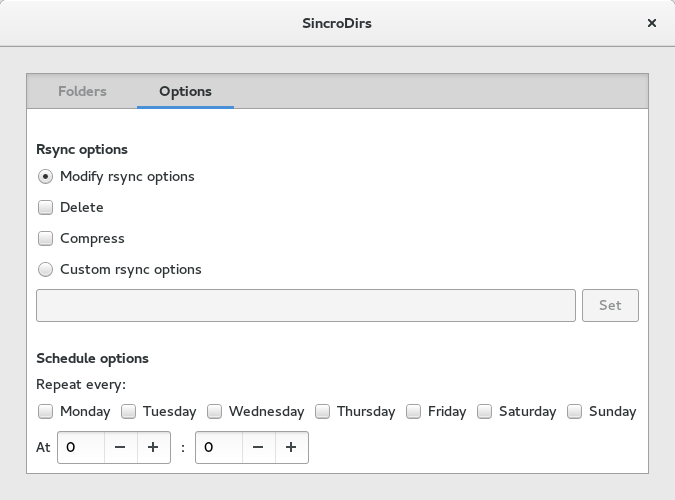 SincroDirs
Folders Options
Rsync options
Modify rsync options
Delete
Compress
Custom rsync options
Set
Schedule options
Repeat every:
Monday Tuesday Wednesday Thursday Friday Saturday Sunday
At 0 − + : 0 − +